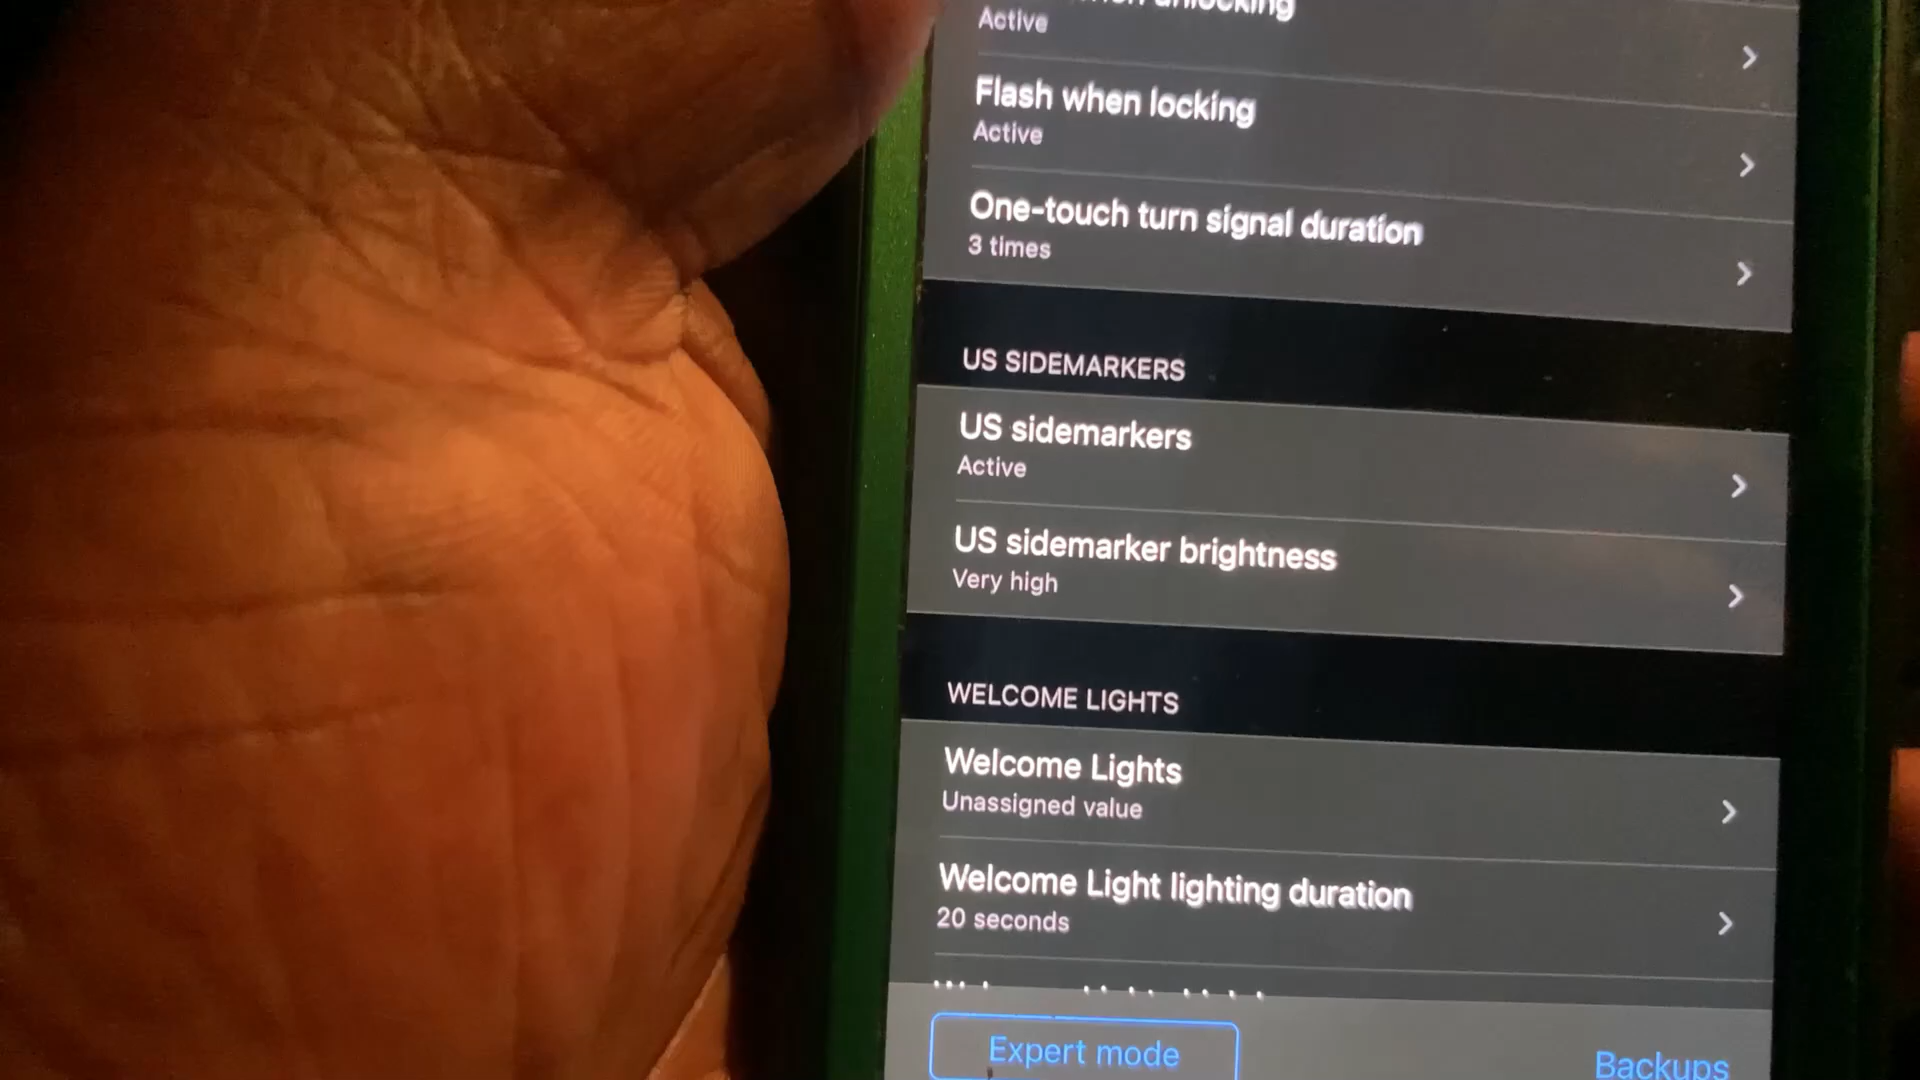 unlocking
Active
Flash when locking
Active
One-touch turn signal duration
3 times
US SIDEMARKERS
US sidemarkers
Active
US sidemarker brightness
Very high
WELCOME LIGHTS
Welcome Lights
Unassigned value
Welcome Light lighting duration
20 seconds
Expert mode
Backups